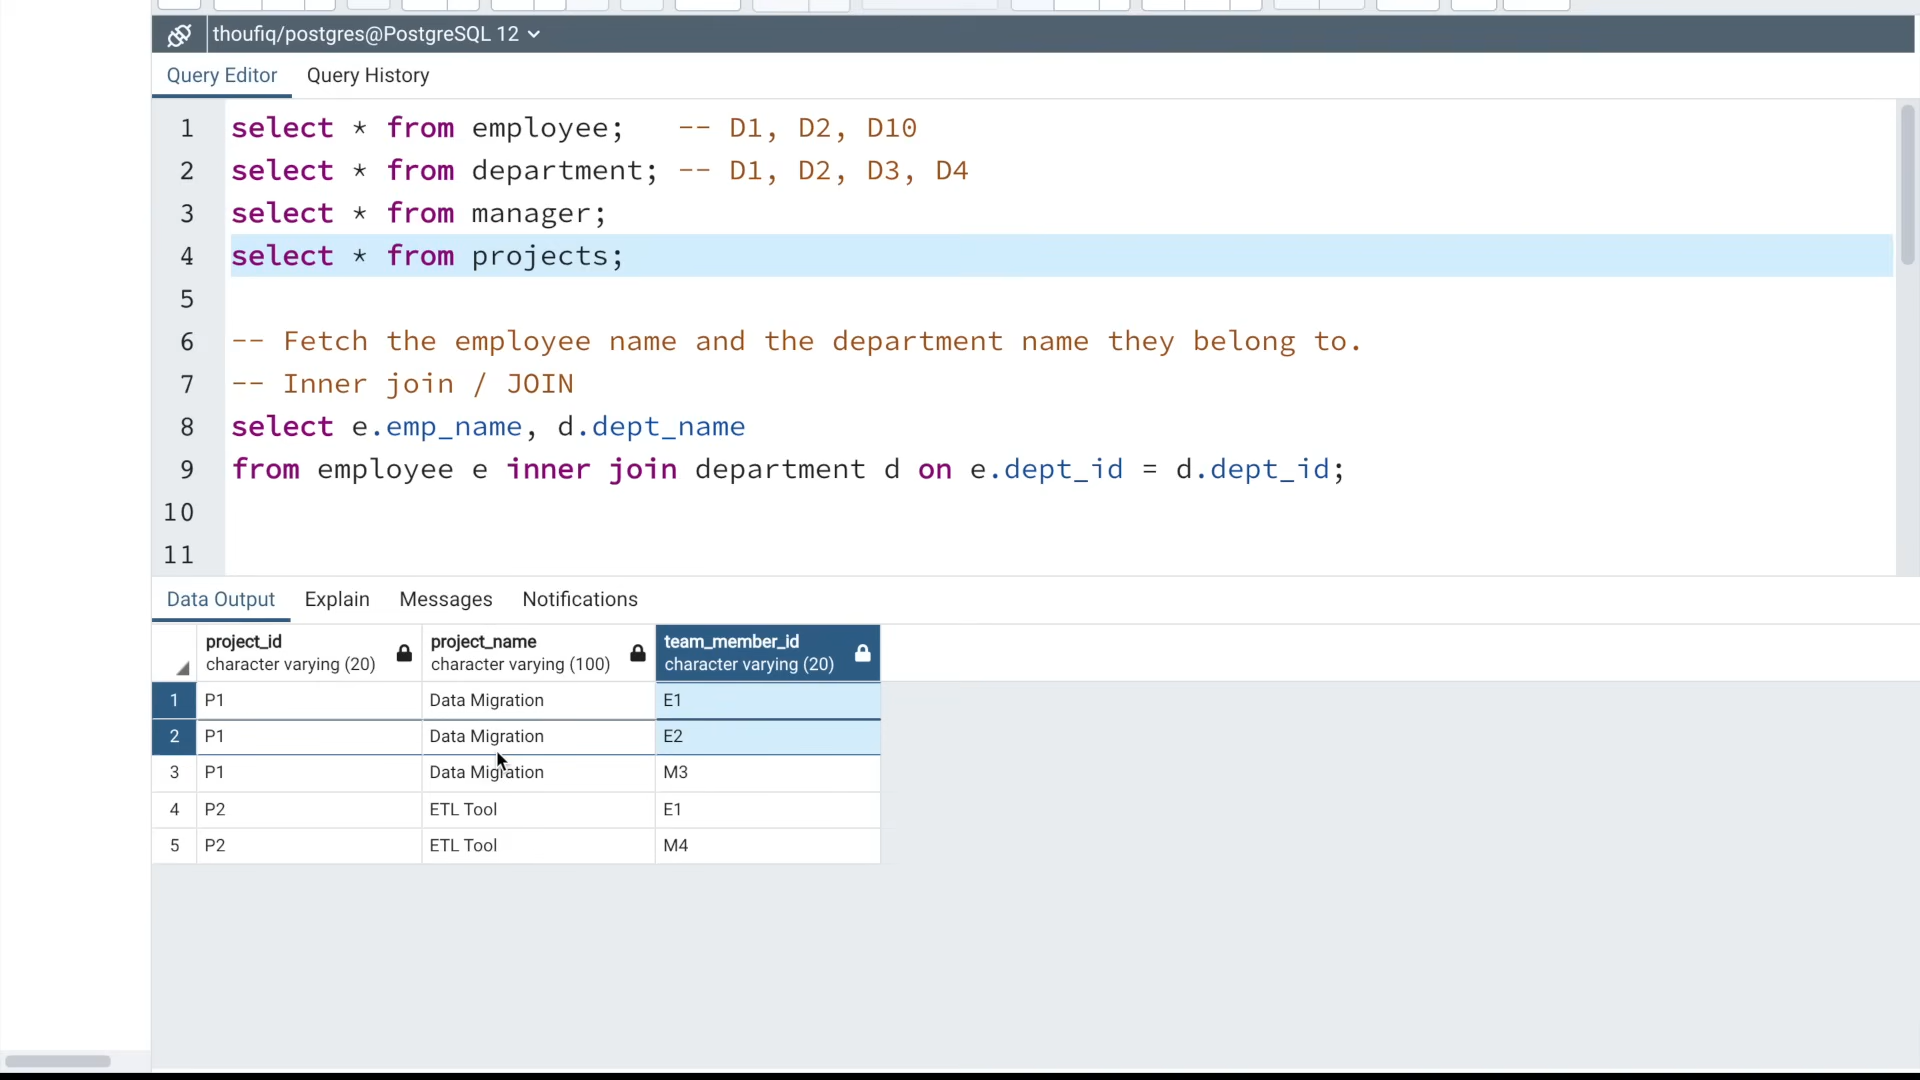 thoufiq/postgres@PostgreSQL 12
Query Editor Query History
1 select * from employee;   -- D1, D2, D10
2 select * from department; -- D1, D2, D3, D4
3 select * from manager;
4 select * from projects;
5
6 -- Fetch the employee name and the department name they belong to.
7 -- Inner join / JOIN
8 select e.emp_name, d.dept_name
9 from employee e inner join department d on e.dept_id = d.dept_id;
10
11
Data Output Explain Messages Notifications
project_id project_name team_member_id
character varying (20) character varying (100) character varying (20)
1 P1 Data Migration E1
2 P1 Data Migration E2
3 P1 Data Migration M3
4 P2 ETL Tool E1
5 P2 ETL Tool M4